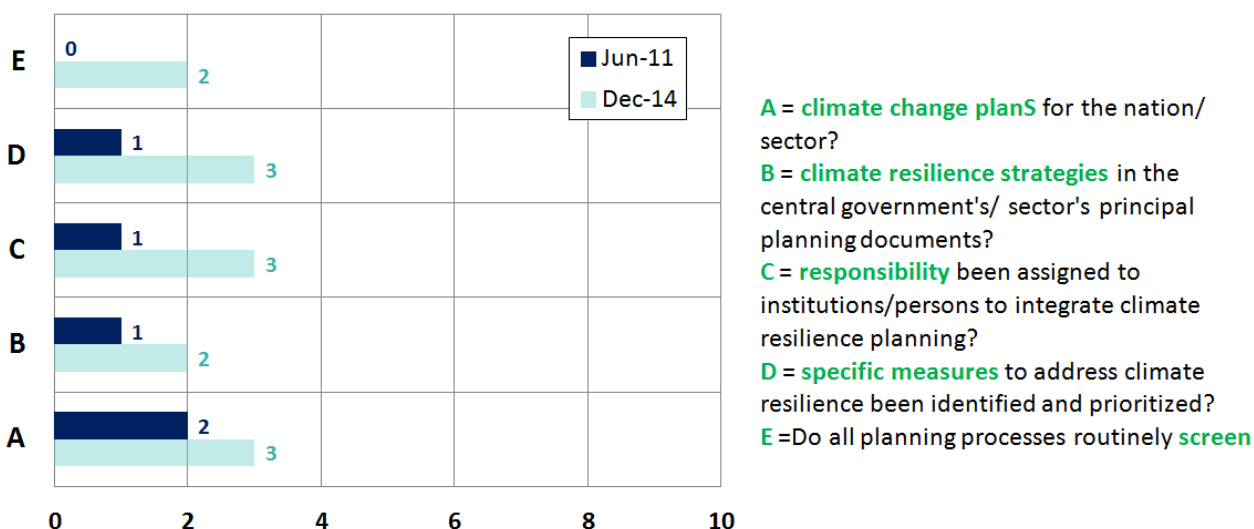 E
0
2
Jun-11
Dec-14
D
1
3
C
1
3
B
1
2
A
2
3
0 2 4 6 8 10
A = climate change planS for the nation/
sector?
B = climate resilience strategies in the
central government's/ sector's principal
planning documents?
C = responsibility been assigned to
institutions/persons to integrate climate
resilience planning?
D = specific measures to address climate
resilience been identified and prioritized?
E =Do all planning processes routinely screen